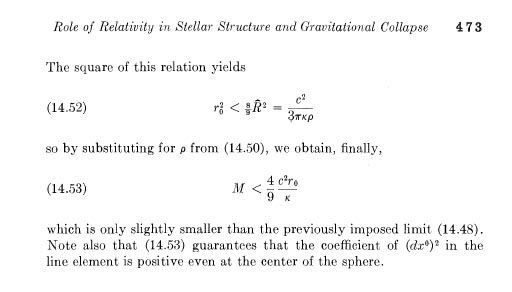 Role of Relativity in Stellar Structure and Gravitational Collapse 473
The square of this relation yields
(14.52) r₀² < 8/9 R̂² = c²/3πκρ
so by substituting for ρ from (14.50), we obtain, finally,
(14.53) M < 4/9 c²r₀/κ
which is only slightly smaller than the previously imposed limit (14.48).
Note also that (14.53) guarantees that the coefficient of (dx⁰)² in the
line element is positive even at the center of the sphere.